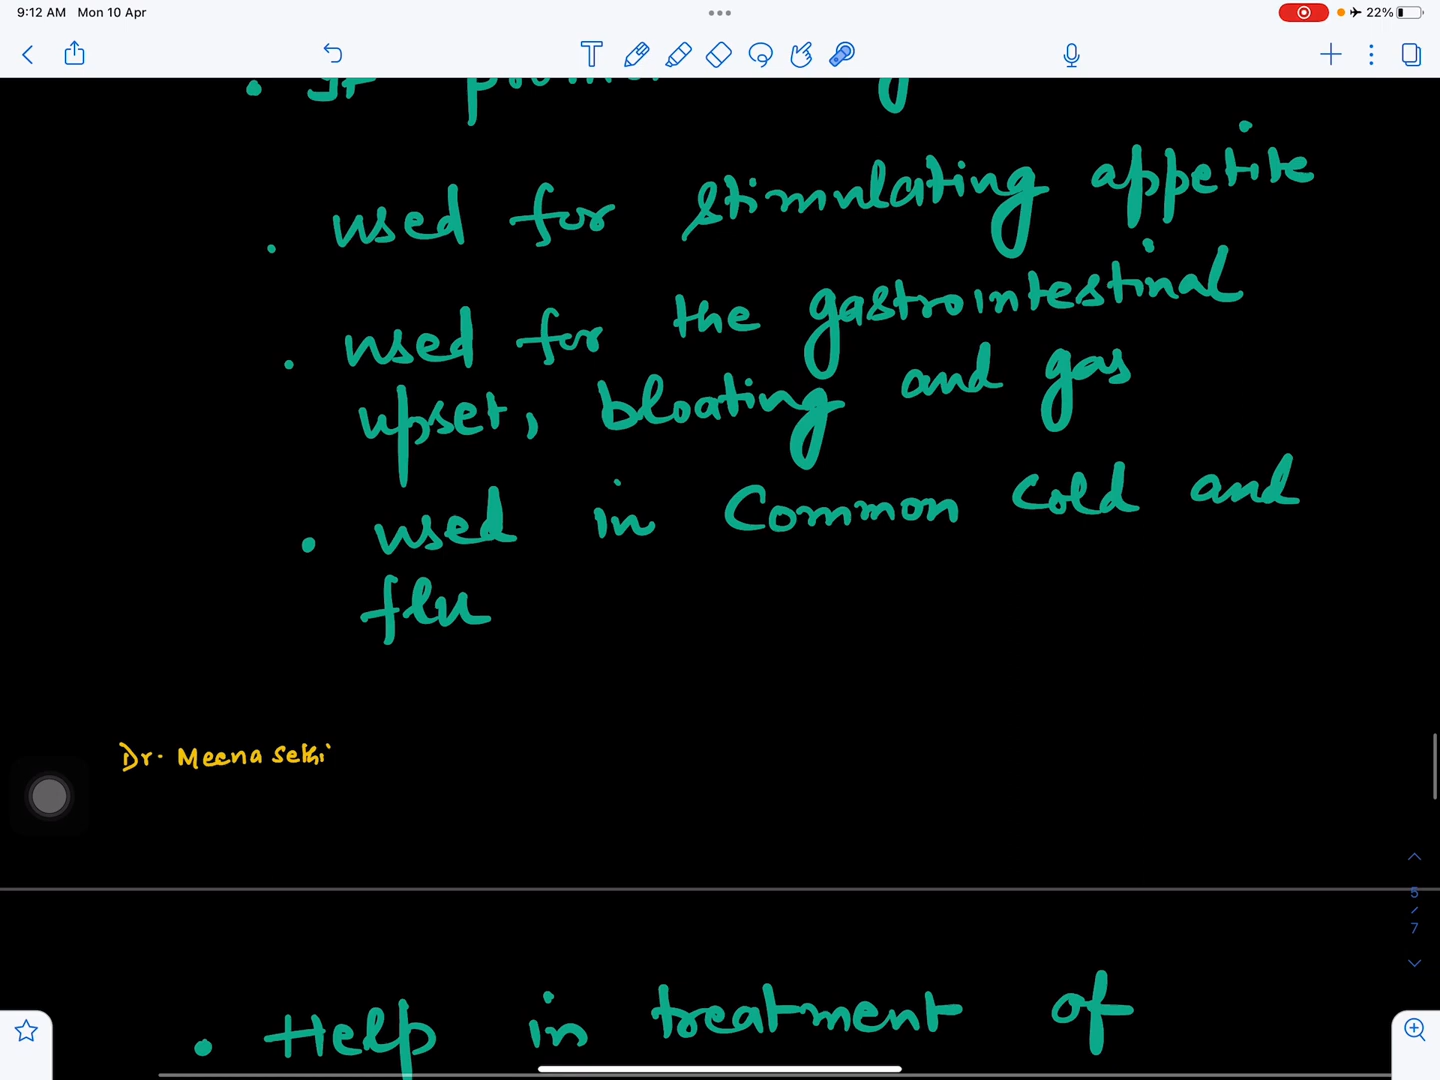 9:12 AM Mon 10 Apr
22%
T
. used for stimulating appetite
. used for the gastrointestinal
upset, bloating and gas
. used in Common cold and
flu
Dr. Meena Sethi
5
/
7
. Help in treatment of